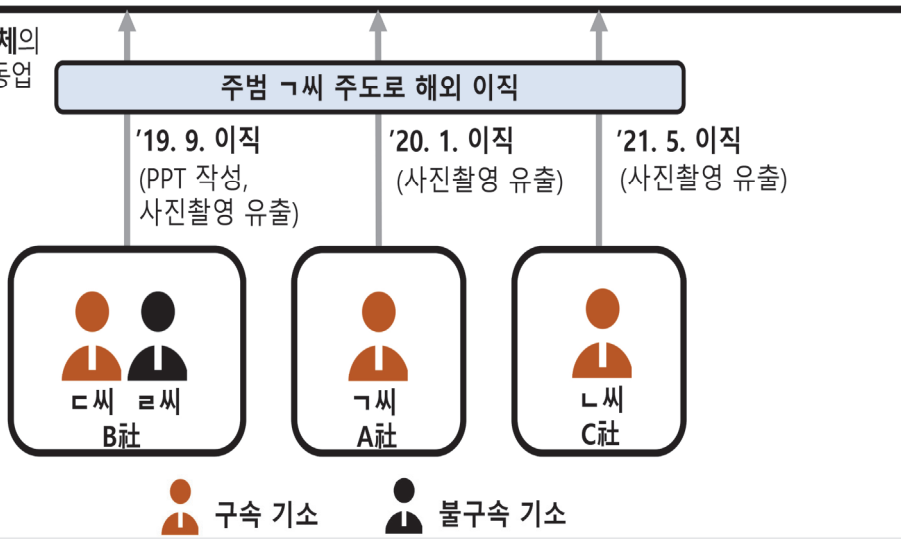 체의
동업
주범 ㄱ씨 주도로 해외 이직
’19. 9. 이직
(PPT 작성,
사진촬영 유출)
’20. 1. 이직
(사진촬영 유출)
’21. 5. 이직
(사진촬영 유출)
ㄷ씨 ㄹ씨
B社
ㄱ씨
A社
ㄴ씨
C社
구속 기소
불구속 기소